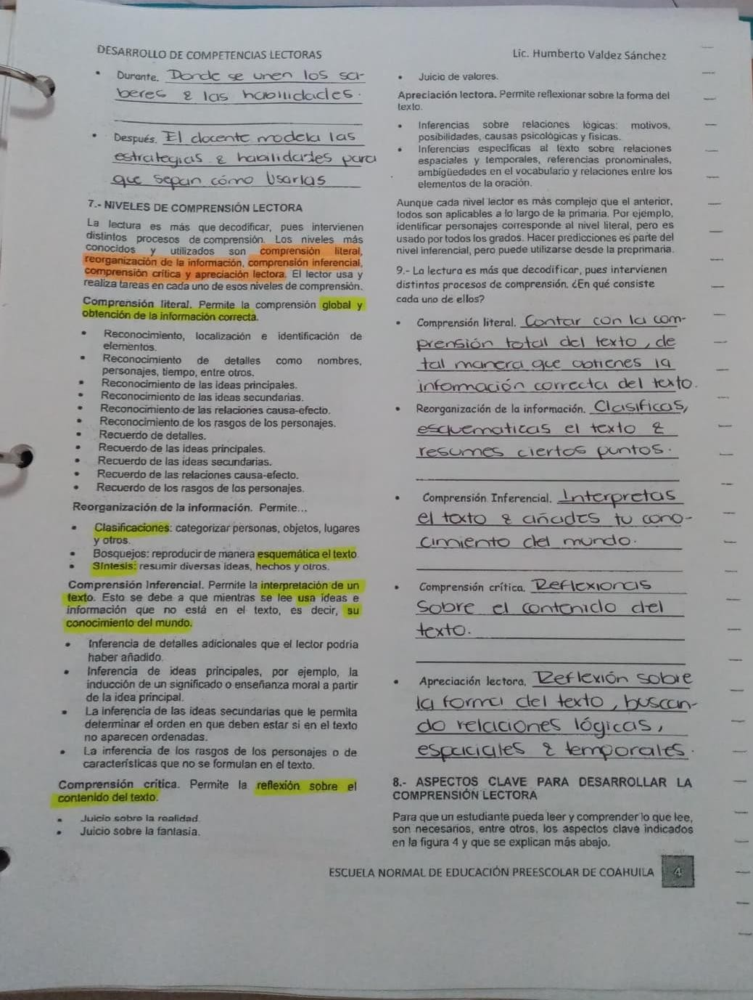 DESARROLLO DE COMPETENCIAS LECTORAS
Lic. Humberto Valdez Sánchez
• Durante. Donde se unen los sa-
beres & las habilidades.
• Después. El docente modela las
estrategias & habilidades para
que sepan cómo usarlas
7.- NIVELES DE COMPRENSIÓN LECTORA
La lectura es más que decodificar, pues intervienen
distintos procesos de comprensión. Los niveles más
conocidos y utilizados son comprensión literal,
reorganización de la información, comprensión inferencial,
comprensión crítica y apreciación lectora. El lector usa y
realiza tareas en cada uno de esos niveles de comprensión.
Comprensión literal. Permite la comprensión global y
obtención de la información correcta.
• Reconocimiento, localización e identificación de
elementos.
• Reconocimiento de detalles como nombres,
personajes, tiempo, entre otros.
• Reconocimiento de las ideas principales.
• Reconocimiento de las ideas secundarias.
• Reconocimiento de las relaciones causa-efecto.
• Reconocimiento de los rasgos de los personajes.
• Recuerdo de detalles.
• Recuerdo de las ideas principales.
• Recuerdo de las ideas secundarias.
• Recuerdo de las relaciones causa-efecto.
• Recuerdo de los rasgos de los personajes.
Reorganización de la información. Permite...
• Clasificaciones: categorizar personas, objetos, lugares
y otros.
• Bosquejos: reproducir de manera esquemática el texto.
• Síntesis: resumir diversas ideas, hechos y otros.
Comprensión Inferencial. Permite la interpretación de un
texto. Esto se debe a que mientras se lee usa ideas e
información que no está en el texto, es decir, su
conocimiento del mundo.
• Inferencia de detalles adicionales que el lector podría
haber añadido.
• Inferencia de ideas principales, por ejemplo, la
inducción de un significado o enseñanza moral a partir
de la idea principal.
• La inferencia de las ideas secundarias que le permita
determinar el orden en que deben estar si en el texto
no aparecen ordenadas.
• La inferencia de los rasgos de los personajes o de
características que no se formulan en el texto.
Comprensión crítica. Permite la reflexión sobre el
contenido del texto.
• Juicio sobre la realidad.
• Juicio sobre la fantasía.
• Juicio de valores.
Apreciación lectora. Permite reflexionar sobre la forma del
texto.
• Inferencias sobre relaciones lógicas: motivos,
posibilidades, causas psicológicas y físicas.
• Inferencias específicas al texto sobre relaciones
espaciales y temporales, referencias pronominales,
ambigüedades en el vocabulario y relaciones entre los
elementos de la oración.
Aunque cada nivel lector es más complejo que el anterior,
todos son aplicables a lo largo de la primaria. Por ejemplo,
identificar personajes corresponde al nivel literal, pero es
usado por todos los grados. Hacer predicciones es parte del
nivel inferencial, pero puede utilizarse desde la preprimaria.
9.- La lectura es más que decodificar, pues intervienen
distintos procesos de comprensión. ¿En qué consiste
cada uno de ellos?
• Comprensión literal. Contar con la com-
prensión total del texto, de
tal manera que obtienes la
información correcta del texto.
• Reorganización de la información. Clasificas,
esquematicas el texto &
resumes ciertos puntos.
• Comprensión Inferencial. Interpretas
el texto & añades tu cono-
cimiento del mundo.
• Comprensión crítica. Reflexionas
sobre el contenido del
texto.
• Apreciación lectora. Reflexión sobre
la forma del texto, buscan-
do relaciones lógicas,
espaciales & temporales.
8.- ASPECTOS CLAVE PARA DESARROLLAR LA
COMPRENSIÓN LECTORA
Para que un estudiante pueda leer y comprender lo que lee,
son necesarios, entre otros, los aspectos clave indicados
en la figura 4 y que se explican más abajo.
ESCUELA NORMAL DE EDUCACIÓN PREESCOLAR DE COAHUILA 4